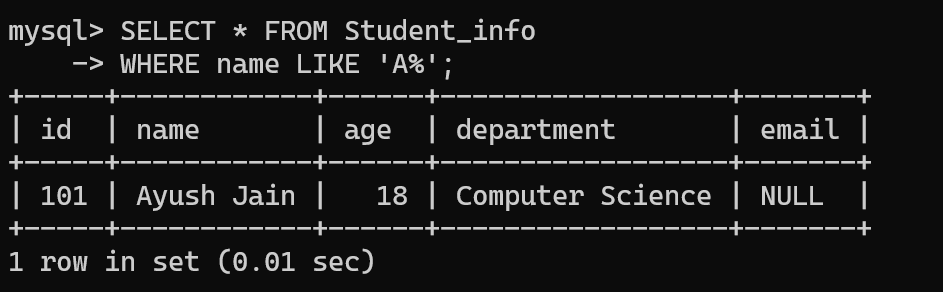 mysql> SELECT * FROM Student_info
    -> WHERE name LIKE 'A%';
+-----+------------+------+------------------+-------+
| id  | name       | age  | department       | email |
+-----+------------+------+------------------+-------+
| 101 | Ayush Jain |   18 | Computer Science | NULL  |
+-----+------------+------+------------------+-------+
1 row in set (0.01 sec)